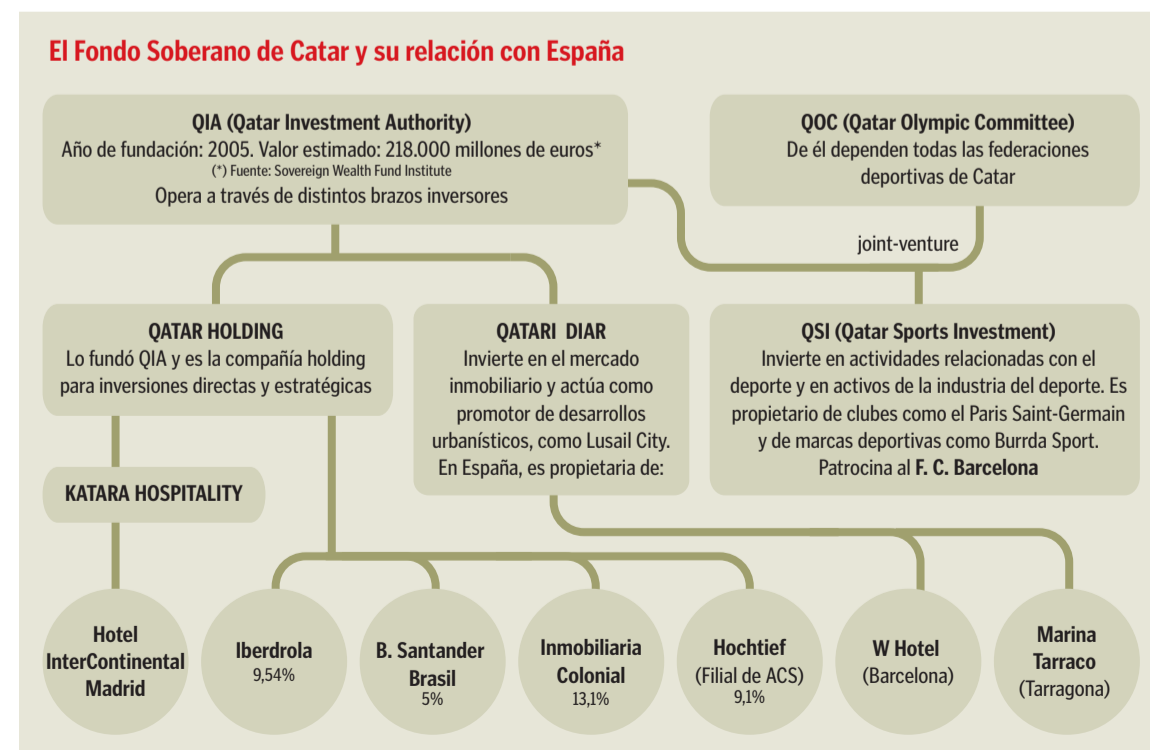 El Fondo Soberano de Catar y su relación con España
QIA (Qatar Investment Authority)
Año de fundación: 2005. Valor estimado: 218.000 millones de euros*
(*) Fuente: Sovereign Wealth Fund Institute
Opera a través de distintos brazos inversores
QOC (Qatar Olympic Committee)
De él dependen todas las federaciones
deportivas de Catar
joint-venture
QATAR HOLDING
Lo fundó QIA y es la compañía holding
para inversiones directas y estratégicas
QATARI DIAR
Invierte en el mercado
inmobiliario y actúa como
promotor de desarrollos
urbanísticos, como Lusail City.
En España, es propietaria de:
QSI (Qatar Sports Investment)
Invierte en actividades relacionadas con el
deporte y en activos de la industria del deporte. Es
propietario de clubes como el Paris Saint-Germain
y de marcas deportivas como Burrda Sport.
Patrocina al F. C. Barcelona
KATARA HOSPITALITY
Hotel
InterContinental
Madrid
Iberdrola
9,54%
B. Santander
Brasil
5%
Inmobiliaria
Colonial
13,1%
Hochtief
(Filial de ACS)
9,1%
W Hotel
(Barcelona)
Marina
Tarraco
(Tarragona)